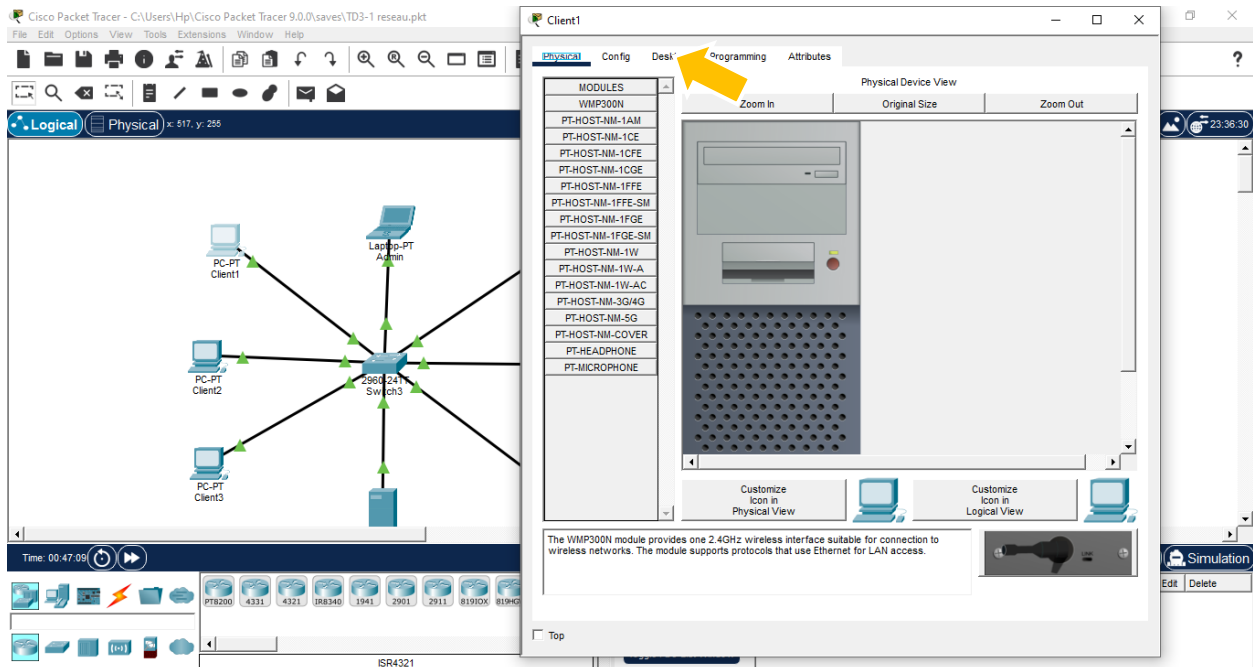 Cisco Packet Tracer - C:\Users\Hp\Cisco Packet Tracer 9.0.0\saves\TD3-1 reseau.pkt
File Edit Options View Tools Extensions Window Help
Logical Physical x: 517, y: 255
23:36:30
PC-PT
Client1
Laptop-PT
Admin
PC-PT
Client2
2960-24TT
Switch3
PC-PT
Client3
Time: 00:47:09
Simulation
PT8200 4331 4321 IR8340 1941 2901 2911 819IOX 819HG
Edit Delete
ISR4321
Client1
Physical Config Desk Programming Attributes
MODULES
WMP300N
PT-HOST-NM-1AM
PT-HOST-NM-1CE
PT-HOST-NM-1CFE
PT-HOST-NM-1CGE
PT-HOST-NM-1FFE
PT-HOST-NM-1FFE-SM
PT-HOST-NM-1FGE
PT-HOST-NM-1FGE-SM
PT-HOST-NM-1W
PT-HOST-NM-1W-A
PT-HOST-NM-1W-AC
PT-HOST-NM-3G/4G
PT-HOST-NM-5G
PT-HOST-NM-COVER
PT-HEADPHONE
PT-MICROPHONE
Physical Device View
Zoom In Original Size Zoom Out
Customize
Icon in
Physical View
Customize
Icon in
Logical View
The WMP300N module provides one 2.4GHz wireless interface suitable for connection to
wireless networks. The module supports protocols that use Ethernet for LAN access.
LINK
Top